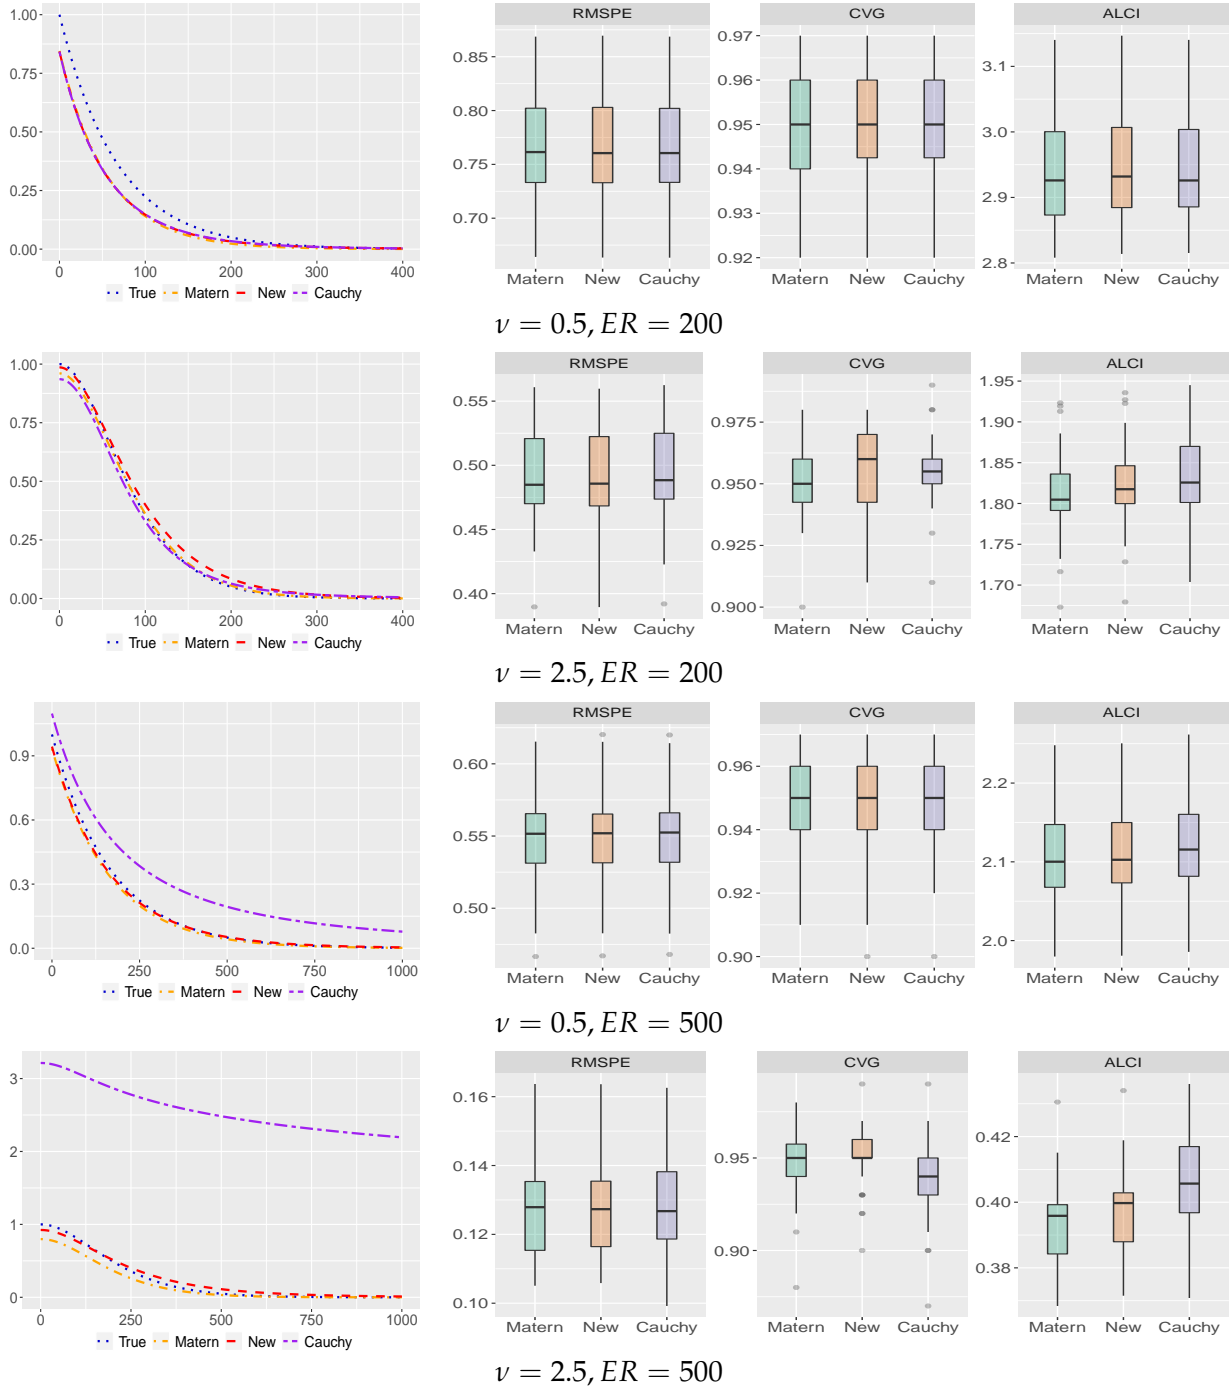 RMSPE CVG ALCI
1.00
0.75
0.50
0.25
0.00
0 100 200 300 400
True Matern New Cauchy
0.85
0.80
0.75
0.70
Matern New Cauchy
0.97
0.96
0.95
0.94
0.93
0.92
Matern New Cauchy
3.1
3.0
2.9
2.8
Matern New Cauchy
ν = 0.5, ER = 200
RMSPE CVG ALCI
1.00
0.75
0.50
0.25
0.00
0 100 200 300 400
True Matern New Cauchy
0.55
0.50
0.45
0.40
Matern New Cauchy
0.975
0.950
0.925
0.900
Matern New Cauchy
1.95
1.90
1.85
1.80
1.75
1.70
Matern New Cauchy
ν = 2.5, ER = 200
RMSPE CVG ALCI
0.9
0.6
0.3
0.0
0 250 500 750 1000
True Matern New Cauchy
0.60
0.55
0.50
Matern New Cauchy
0.96
0.94
0.92
0.90
Matern New Cauchy
2.2
2.1
2.0
Matern New Cauchy
ν = 0.5, ER = 500
RMSPE CVG ALCI
3
2
1
0
0 250 500 750 1000
True Matern New Cauchy
0.16
0.14
0.12
0.10
Matern New Cauchy
0.95
0.90
Matern New Cauchy
0.42
0.40
0.38
Matern New Cauchy
ν = 2.5, ER = 500